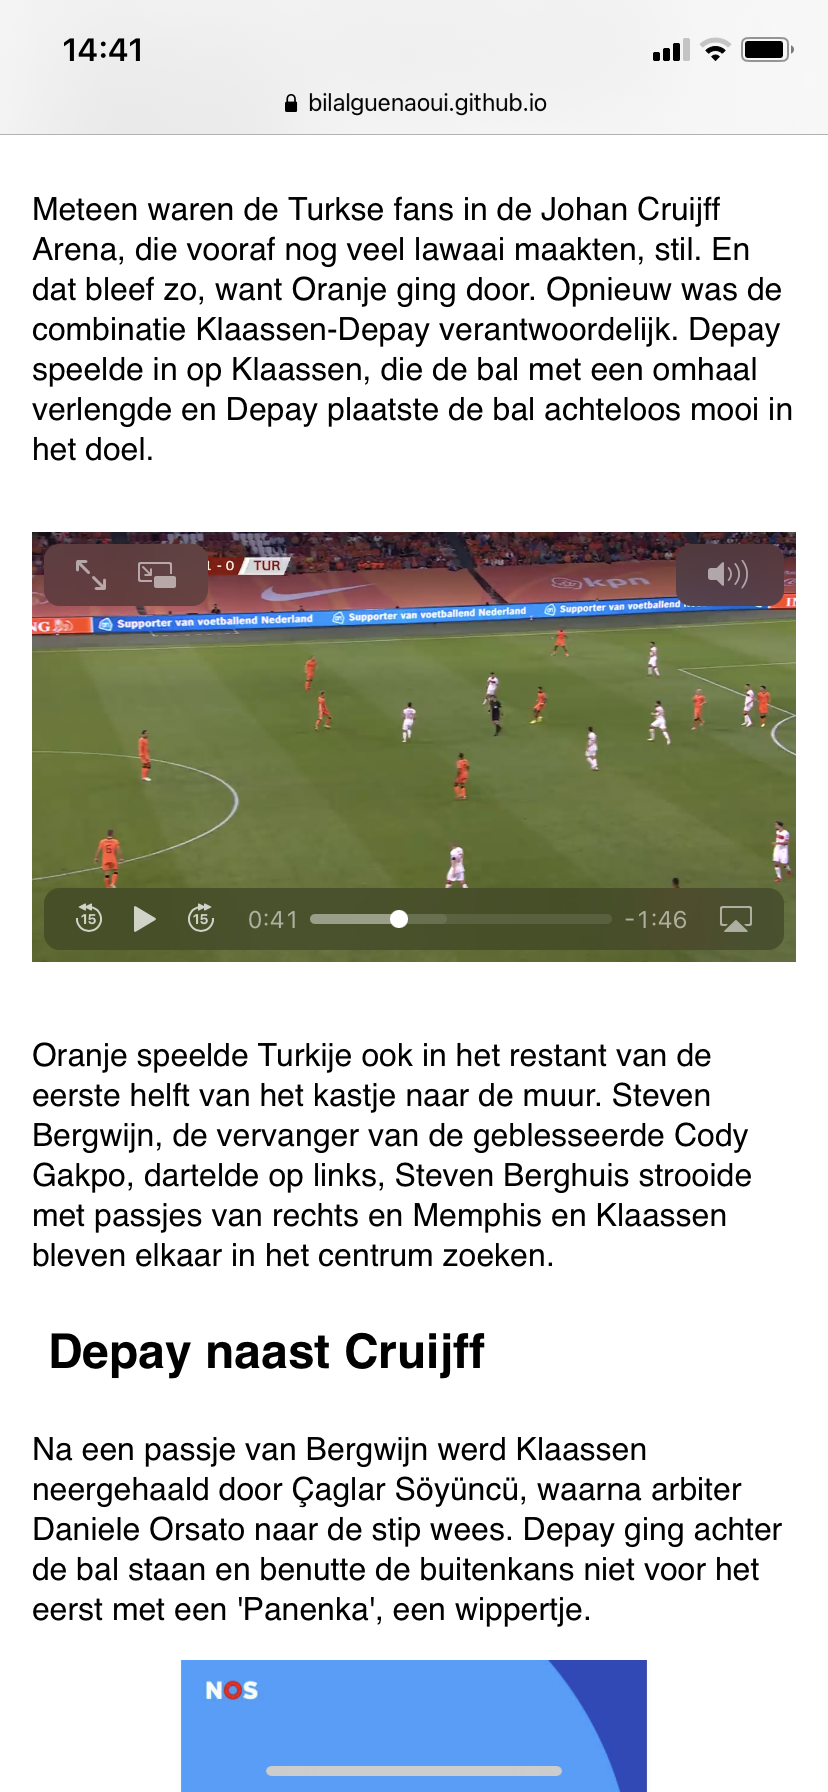 14:41
bilalguenaoui.github.io
Meteen waren de Turkse fans in de Johan Cruijff
Arena, die vooraf nog veel lawaai maakten, stil. En
dat bleef zo, want Oranje ging door. Opnieuw was de
combinatie Klaassen-Depay verantwoordelijk. Depay
speelde in op Klaassen, die de bal met een omhaal
verlengde en Depay plaatste de bal achteloos mooi in
het doel.
1 - 0 TUR
kpn
NG Supporter van voetballend Nederland Supporter van voetballend Nederland Supporter van voetballend
5
15 15 0:41 -1:46
Oranje speelde Turkije ook in het restant van de
eerste helft van het kastje naar de muur. Steven
Bergwijn, de vervanger van de geblesseerde Cody
Gakpo, dartelde op links, Steven Berghuis strooide
met passjes van rechts en Memphis en Klaassen
bleven elkaar in het centrum zoeken.
Depay naast Cruijff
Na een passje van Bergwijn werd Klaassen
neergehaald door Çaglar Söyüncü, waarna arbiter
Daniele Orsato naar de stip wees. Depay ging achter
de bal staan en benutte de buitenkans niet voor het
eerst met een 'Panenka', een wippertje.
NOS